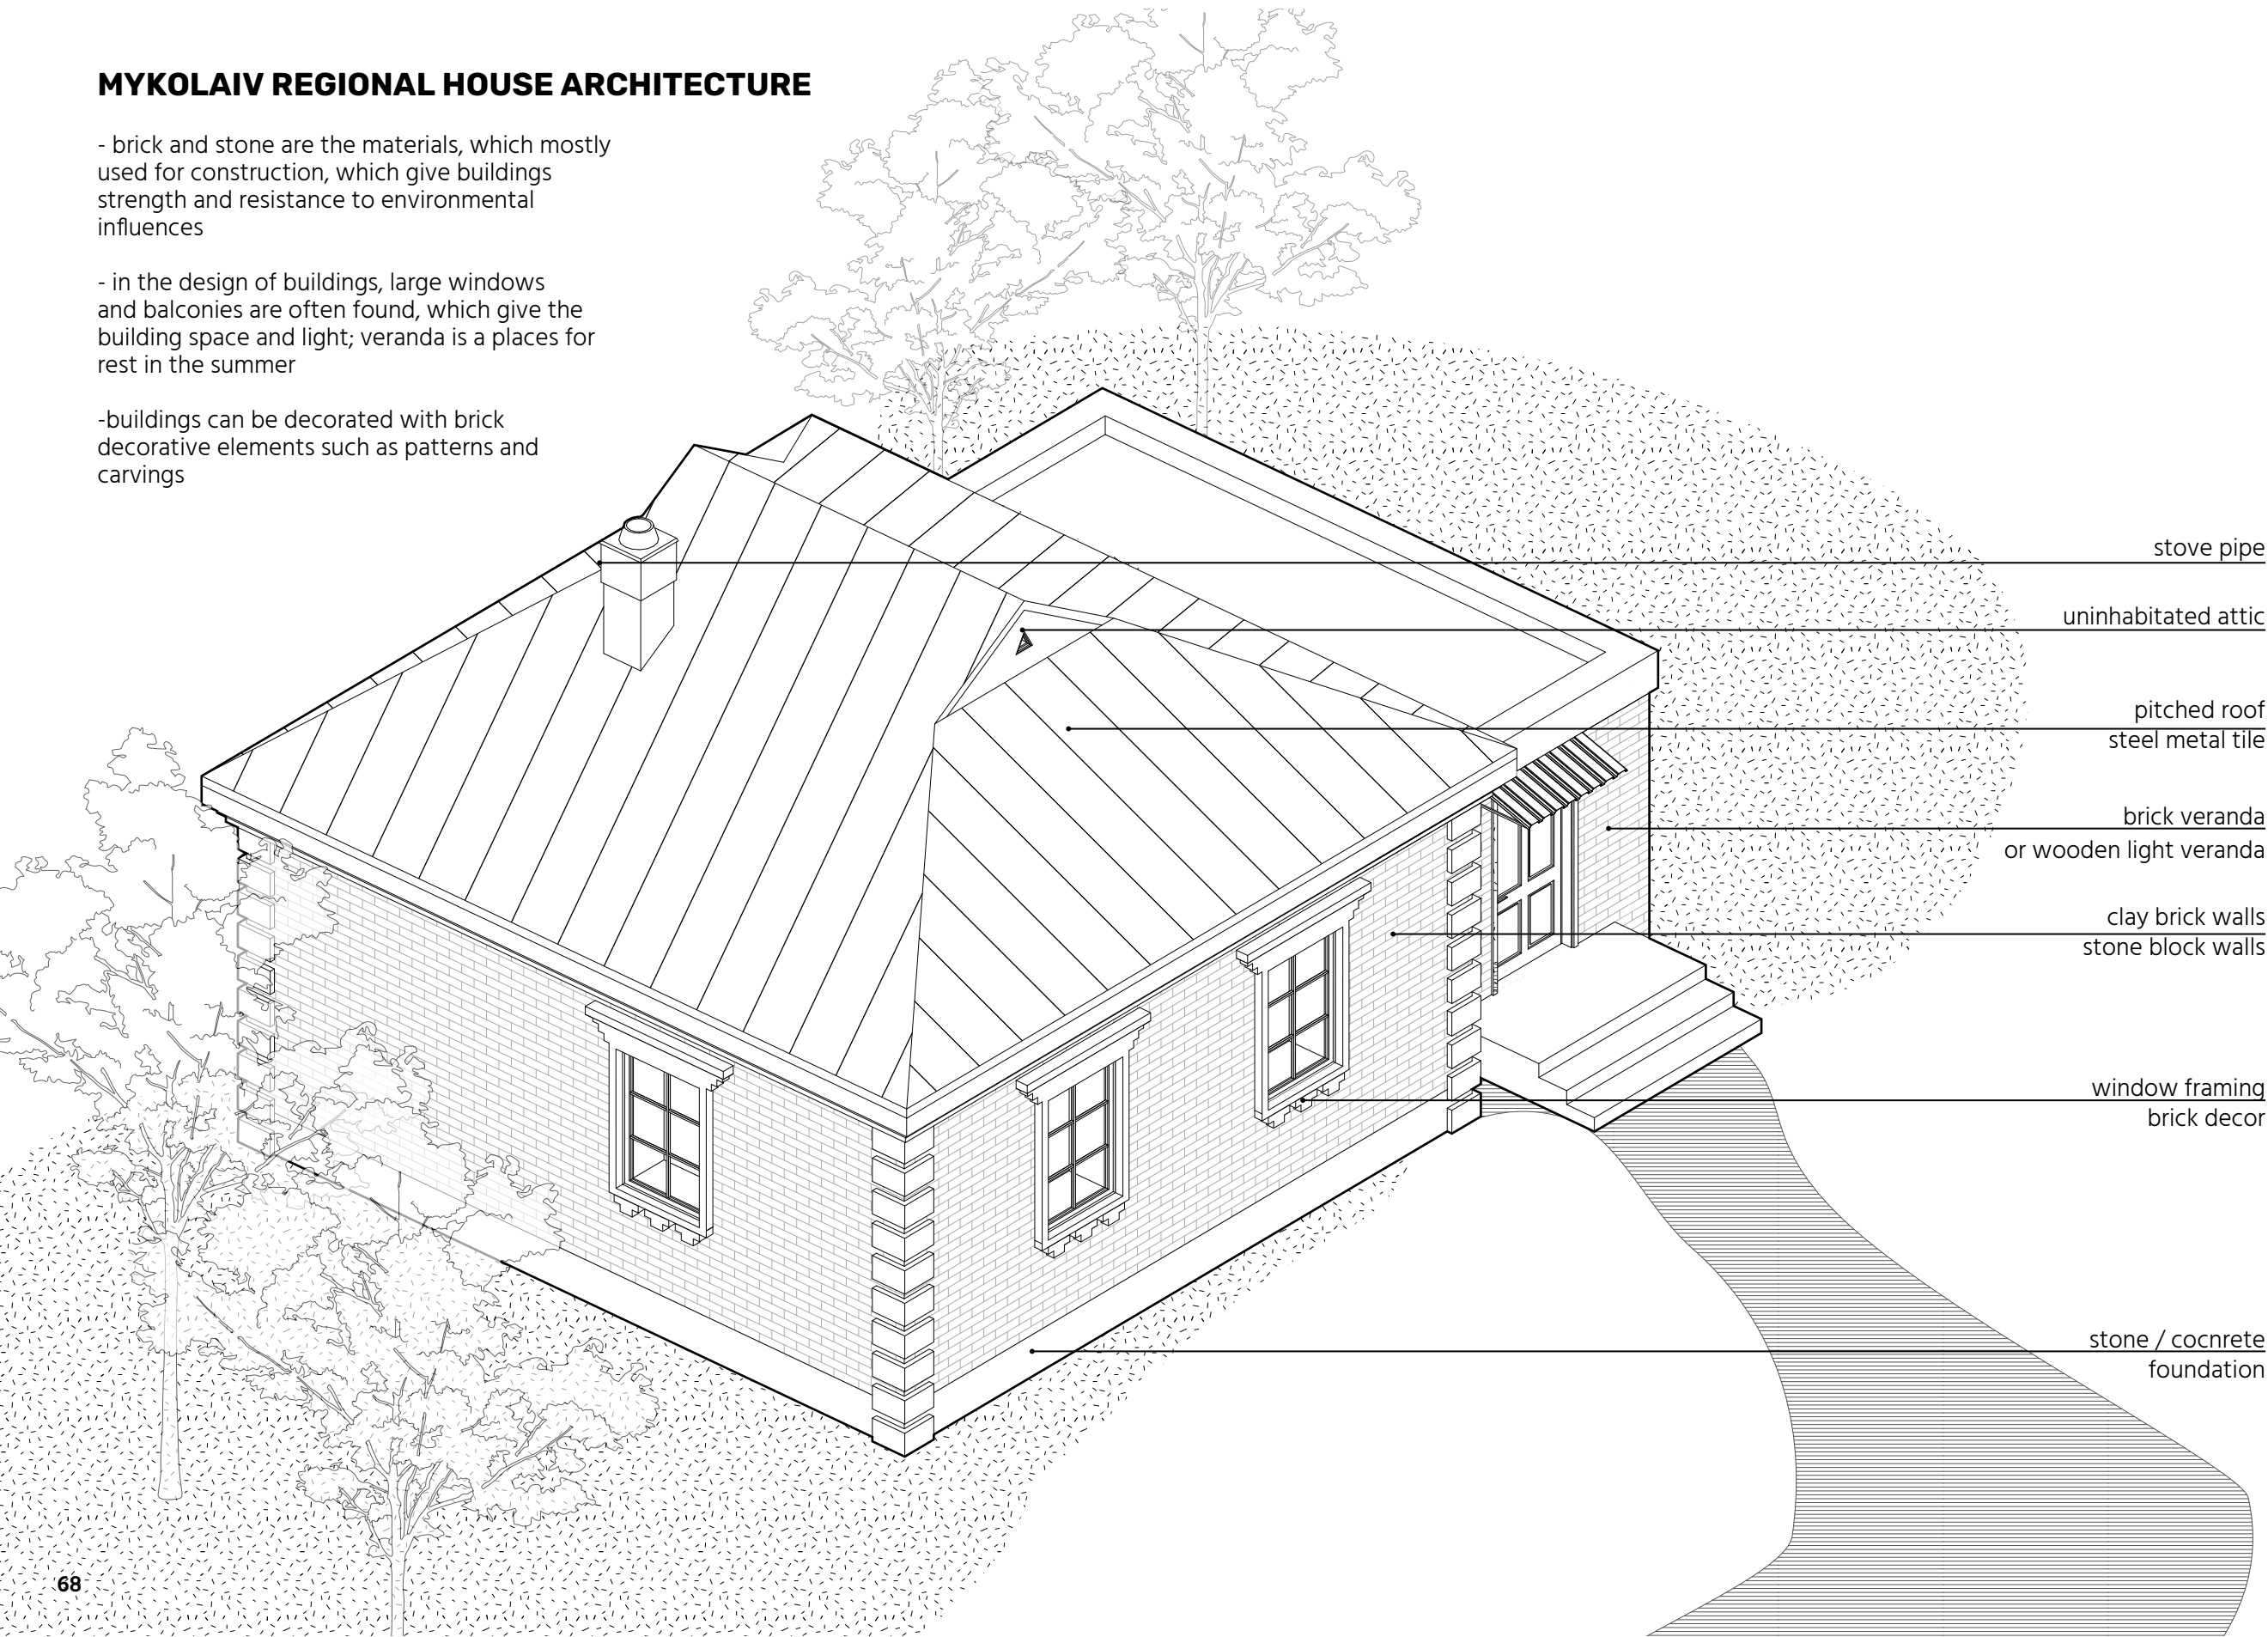 MYKOLAIV REGIONAL HOUSE ARCHITECTURE
- brick and stone are the materials, which mostly
used for construction, which give buildings
strength and resistance to environmental
influences
- in the design of buildings, large windows
and balconies are often found, which give the
building space and light; veranda is a places for
rest in the summer
-buildings can be decorated with brick
decorative elements such as patterns and
carvings
stove pipe
uninhabitated attic
pitched roof
steel metal tile
brick veranda
or wooden light veranda
clay brick walls
stone block walls
window framing
brick decor
stone / cocnrete
foundation
68